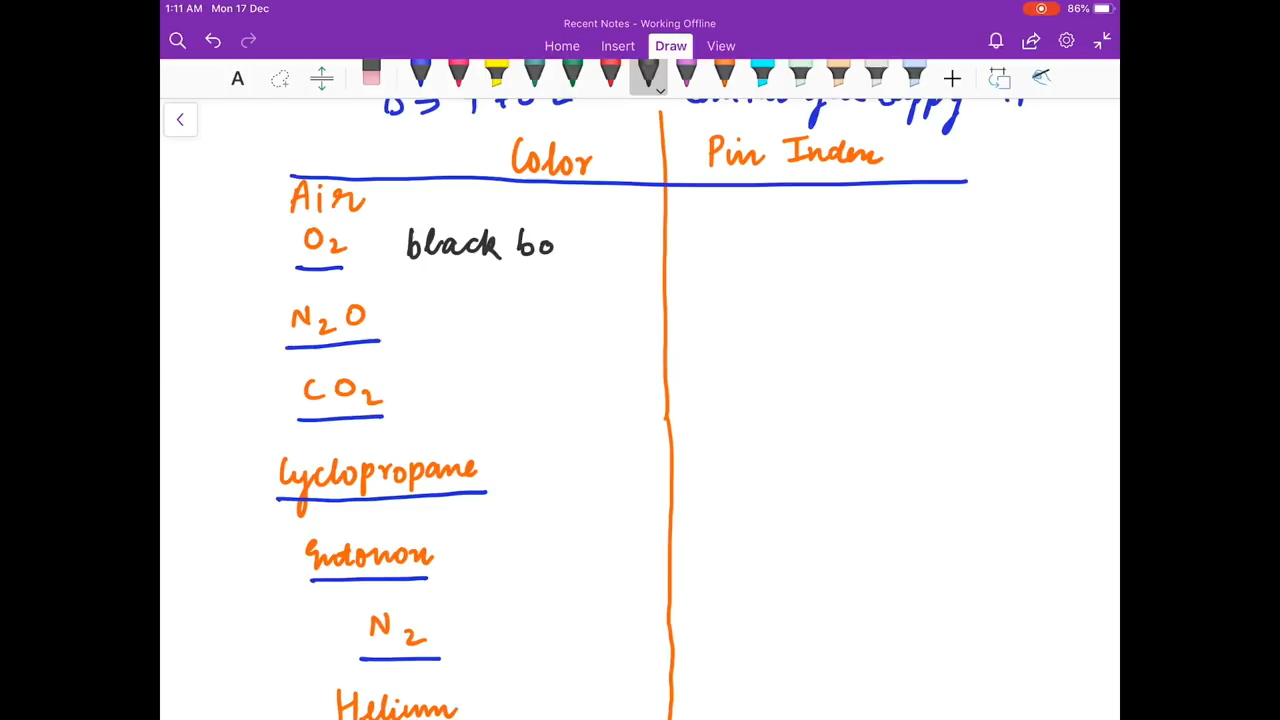 1:11 AM Mon 17 Dec
86%
Recent Notes - Working Offline
Home Insert Draw View
A
Color Pin Index
Air
O2 black bo
N2O
CO2
Cyclopropane
Entonox
N2
Helium